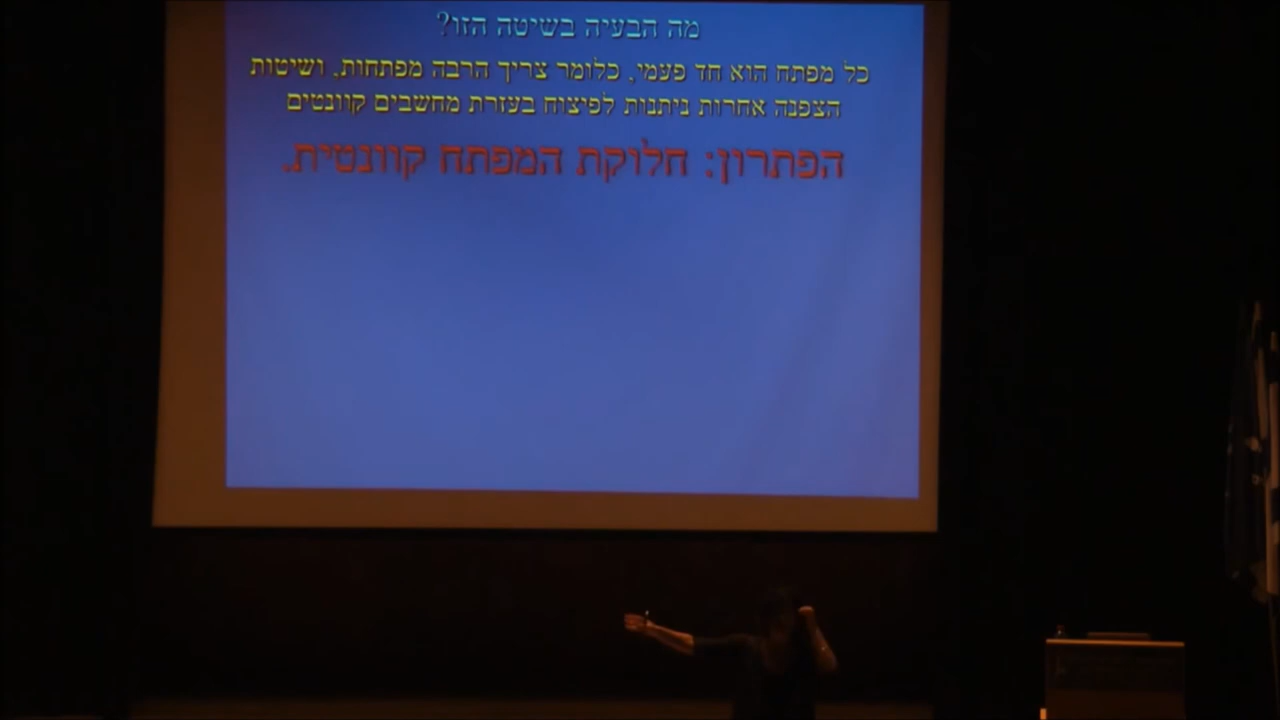 מה הבעיה בשיטה הזו?
כל מפתח הוא חד פעמי, כלומר צריך הרבה מפתחות, ושיטות
הצפנה אחרות ניתנות לפיצוח בעזרת מחשבים קוונטים
הפתרון: חלוקת המפתח קוונטית.